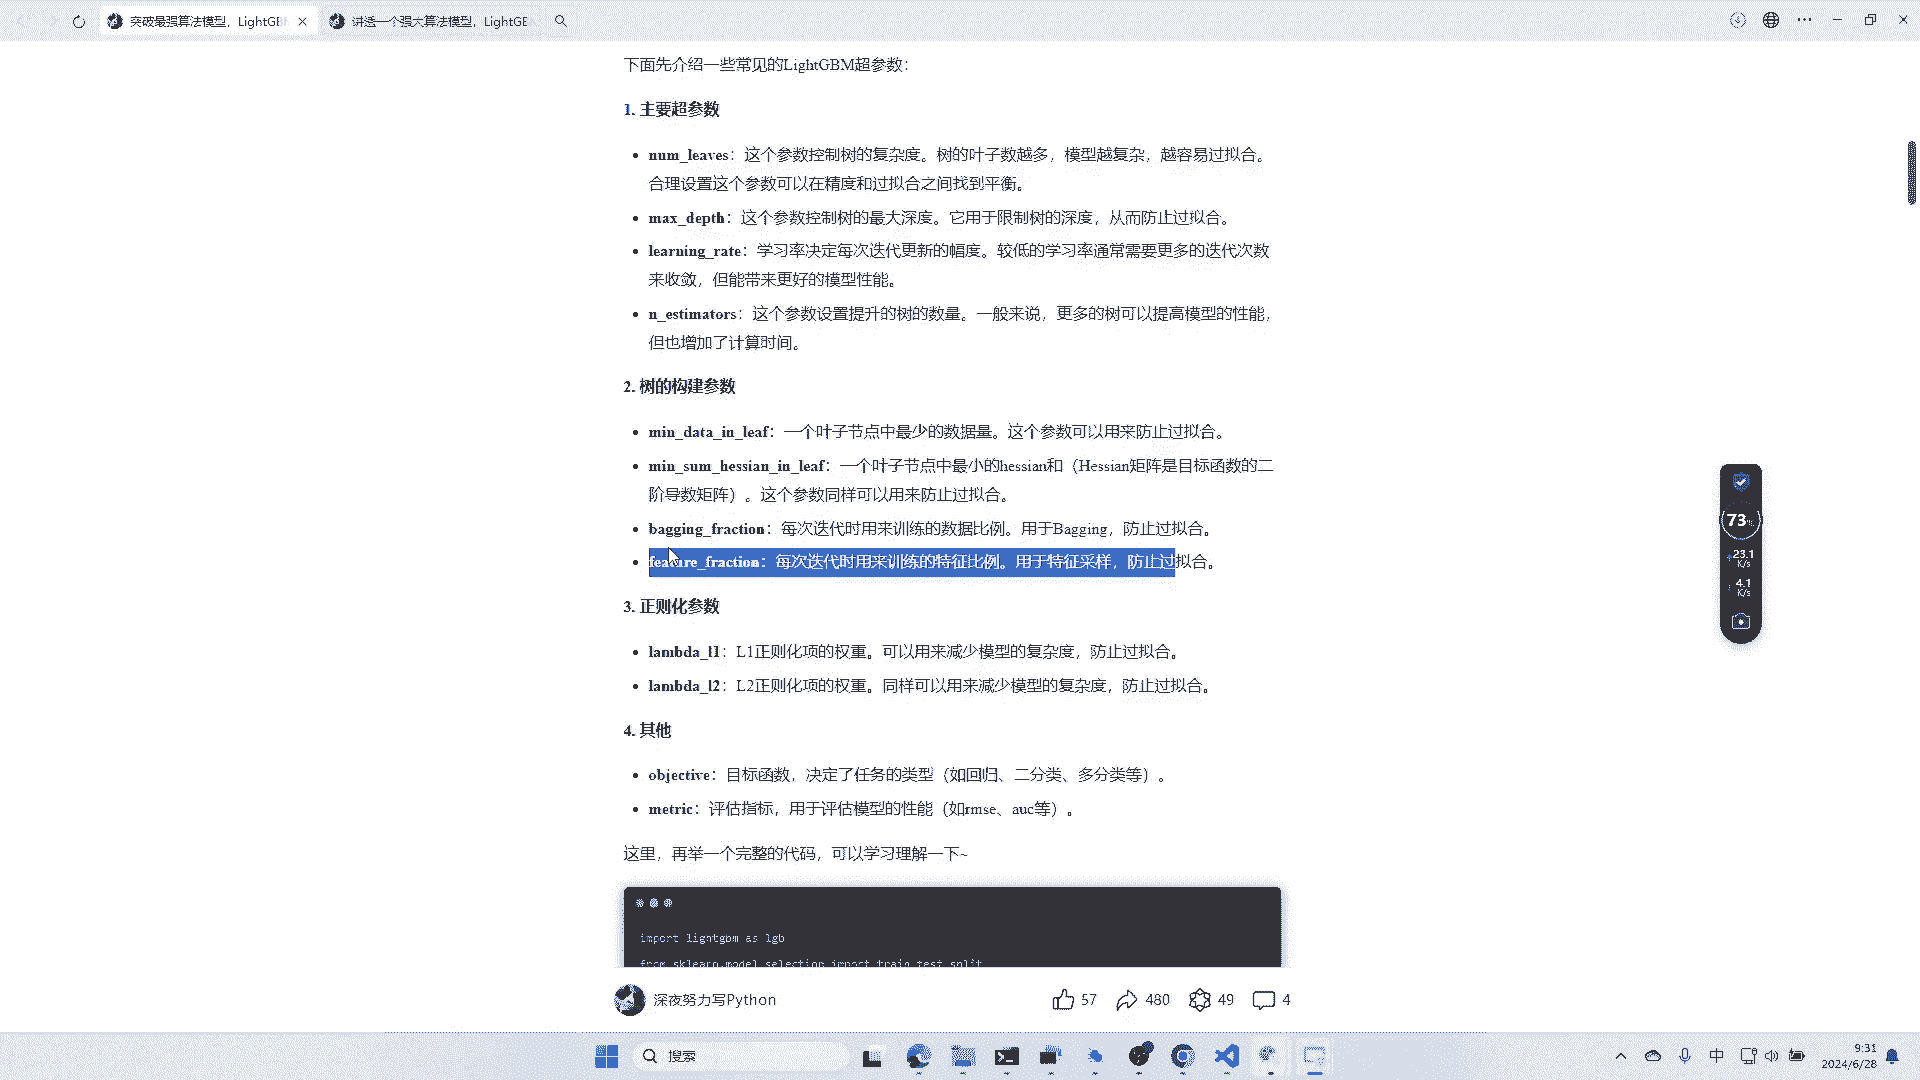 突破最强算法模型，LightGBM
讲透一个强大算法模型，LightGBM
下面先介绍一些常见的LightGBM超参数：
1. 主要超参数
num_leaves：这个参数控制树的复杂度。树的叶子数越多，模型越复杂，越容易过拟合。
合理设置这个参数可以在精度和过拟合之间找到平衡。
max_depth：这个参数控制树的最大深度。它用于限制树的深度，从而防止过拟合。
learning_rate：学习率决定每次迭代更新的幅度。较低的学习率通常需要更多的迭代次数
来收敛，但能带来更好的模型性能。
n_estimators：这个参数设置提升的树的数量。一般来说，更多的树可以提高模型的性能，
但也增加了计算时间。
2. 树的构建参数
min_data_in_leaf：一个叶子节点中最少的数据量。这个参数可以用来防止过拟合。
min_sum_hessian_in_leaf：一个叶子节点中最小的hessian和（Hessian矩阵是目标函数的二
阶导数矩阵）。这个参数同样可以用来防止过拟合。
bagging_fraction：每次迭代时用来训练的数据比例。用于Bagging，防止过拟合。
feature_fraction：每次迭代时用来训练的特征比例。用于特征采样，防止过拟合。
3. 正则化参数
lambda_l1：L1正则化项的权重。可以用来减少模型的复杂度，防止过拟合。
lambda_l2：L2正则化项的权重。同样可以用来减少模型的复杂度，防止过拟合。
4. 其他
objective：目标函数，决定了任务的类型（如回归、二分类、多分类等）。
metric：评估指标，用于评估模型的性能（如rmse、auc等）。
这里，再举一个完整的代码，可以学习理解一下~
import lightgbm as lgb
from sklearn.model_selection import train_test_split
深夜努力写Python
57
480
49
4
73%
23.1
K/s
4.1
K/s
搜索
中
9:31
2024/6/28